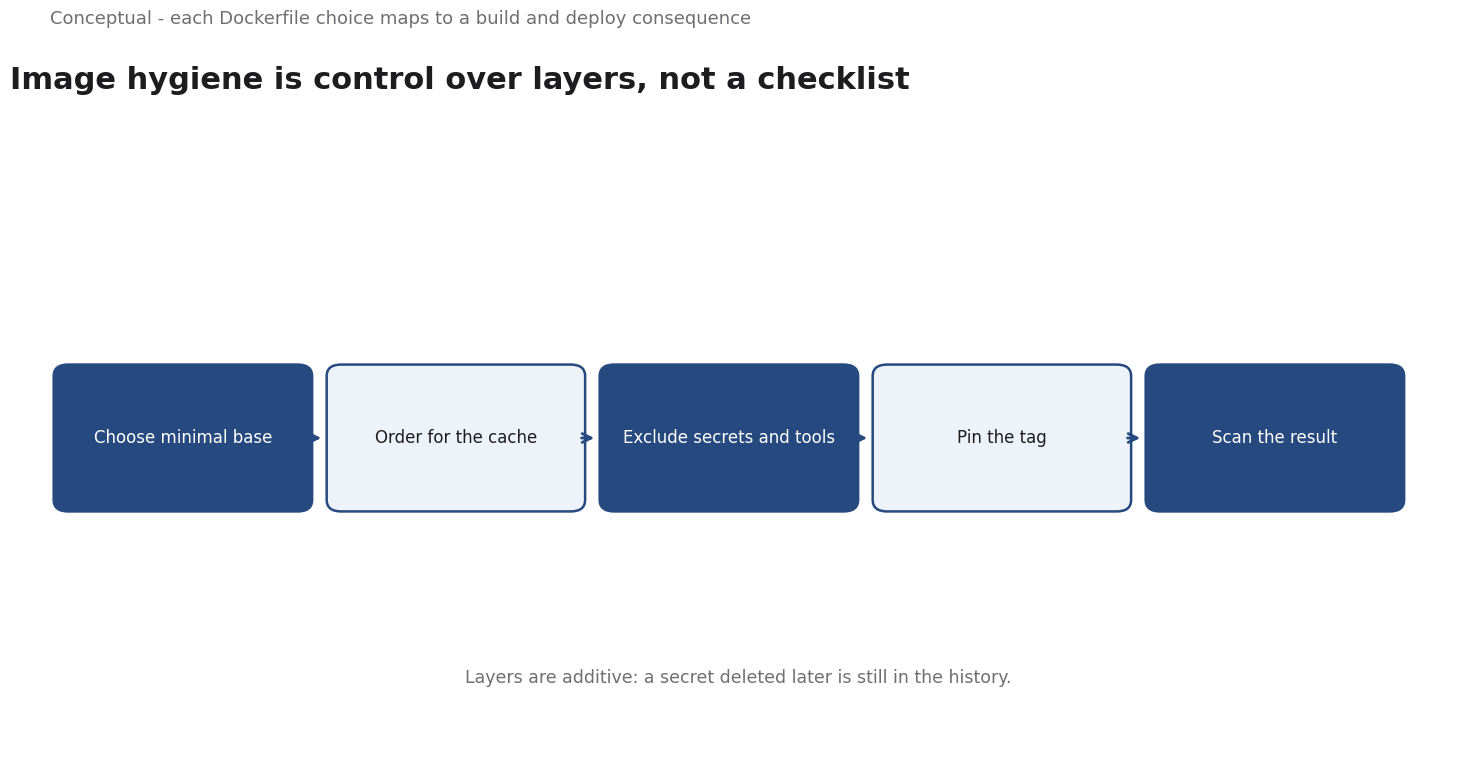 Conceptual - each Dockerfile choice maps to a build and deploy consequence
Image hygiene is control over layers, not a checklist
Choose minimal base
Order for the cache
Exclude secrets and tools
Pin the tag
Scan the result
Layers are additive: a secret deleted later is still in the history.